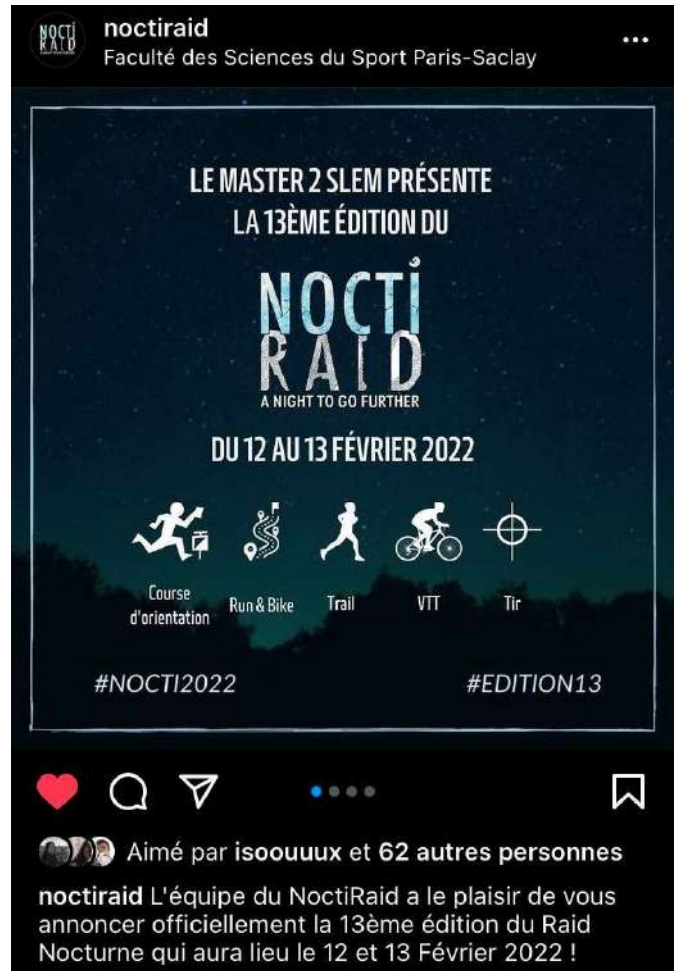 NOCTI
RAID
noctiraid
Faculté des Sciences du Sport Paris-Saclay
LE MASTER 2 SLEM PRÉSENTE
LA 13ÈME ÉDITION DU
NOCTI
RAID
A NIGHT TO GO FURTHER
DU 12 AU 13 FÉVRIER 2022
Course
d'orientation
Run & Bike
Trail
VTT
Tir
#NOCTI2022
#EDITION13
Aimé par isoouuux et 62 autres personnes
noctiraid L'équipe du NoctiRaid a le plaisir de vous
annoncer officiellement la 13ème édition du Raid
Nocturne qui aura lieu le 12 et 13 Février 2022 !